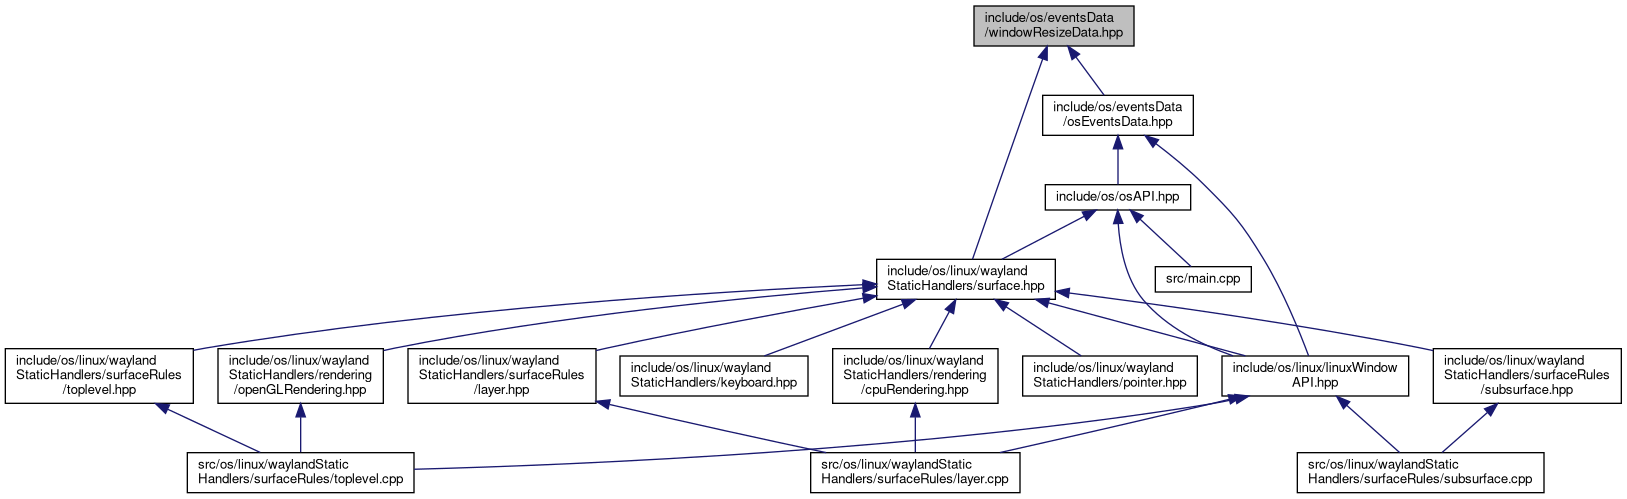 include/os/eventsData
/windowResizeData.hpp
include/os/eventsData
/osEventsData.hpp
include/os/osAPI.hpp
include/os/linux/wayland
StaticHandlers/surface.hpp
src/main.cpp
include/os/linux/wayland
StaticHandlers/surfaceRules
/toplevel.hpp
include/os/linux/wayland
StaticHandlers/rendering
/openGLRendering.hpp
include/os/linux/wayland
StaticHandlers/surfaceRules
/layer.hpp
include/os/linux/wayland
StaticHandlers/keyboard.hpp
include/os/linux/wayland
StaticHandlers/rendering
/cpuRendering.hpp
include/os/linux/wayland
StaticHandlers/pointer.hpp
include/os/linux/linuxWindow
API.hpp
include/os/linux/wayland
StaticHandlers/surfaceRules
/subsurface.hpp
src/os/linux/waylandStatic
Handlers/surfaceRules/toplevel.cpp
src/os/linux/waylandStatic
Handlers/surfaceRules/layer.cpp
src/os/linux/waylandStatic
Handlers/surfaceRules/subsurface.cpp